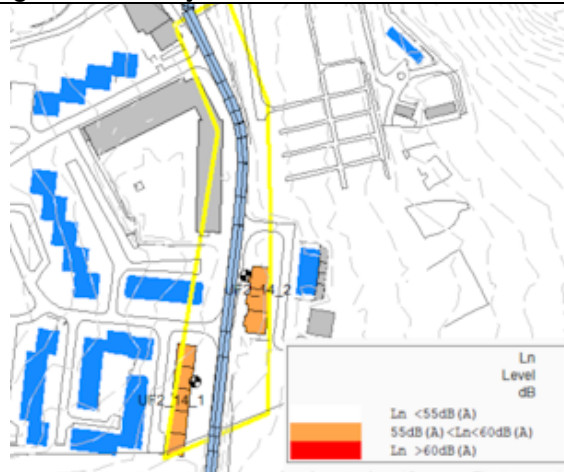 UF2_14_2
UF2_14_1
Ln
Level
dB
Ln <55dB(A)
55dB(A)<Ln<60dB(A)
Ln >60dB(A)